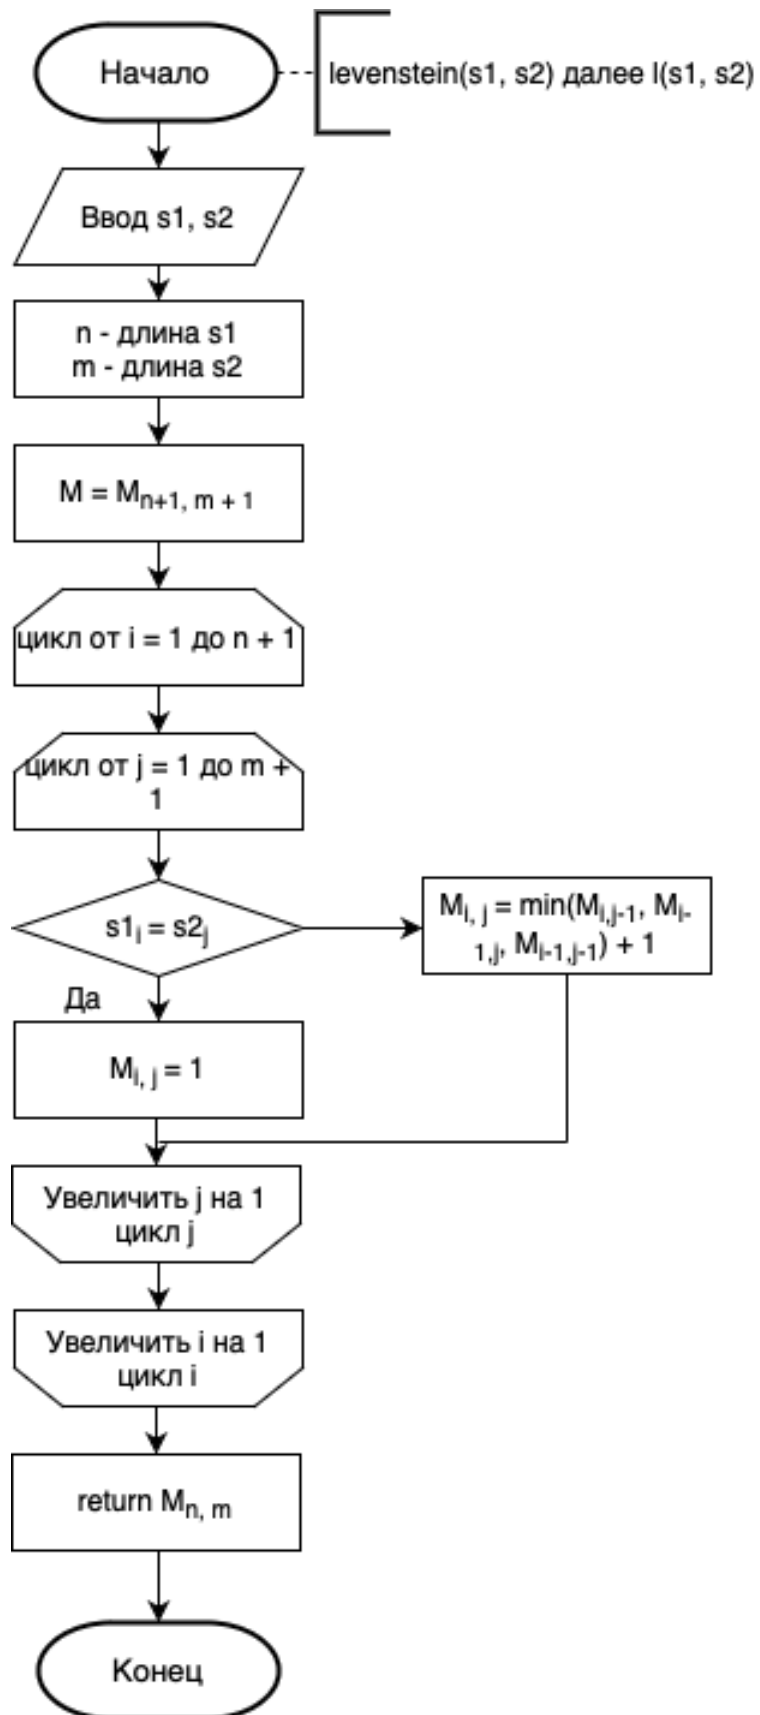 Начало
levenstein(s1, s2) далее l(s1, s2)
Ввод s1, s2
n - длина s1
m - длина s2
M = Mn+1, m + 1
цикл от i = 1 до n + 1
цикл от j = 1 до m +
1
s1i = s2j
Mi, j = min(Mi,j-1, Mi-
1,j, Mi-1,j-1) + 1
Да
Mi, j = 1
Увеличить j на 1
цикл j
Увеличить i на 1
цикл i
return Mn, m
Конец